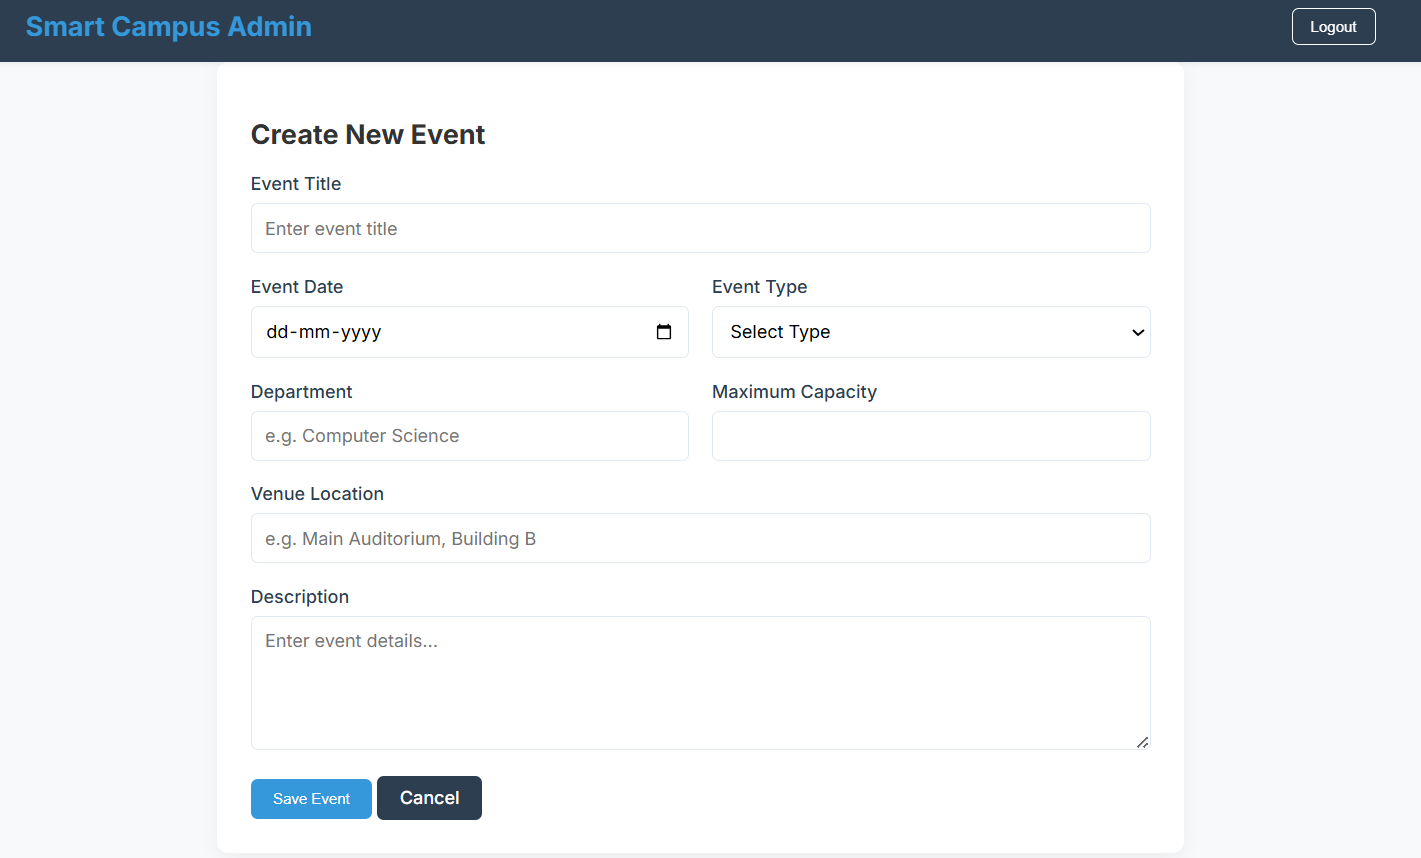 Smart Campus Admin
Logout
Create New Event
Event Title
Enter event title
Event Date
Event Type
dd-mm-yyyy
Select Type
Department
Maximum Capacity
e.g. Computer Science
Venue Location
e.g. Main Auditorium, Building B
Description
Enter event details...
Save Event
Cancel